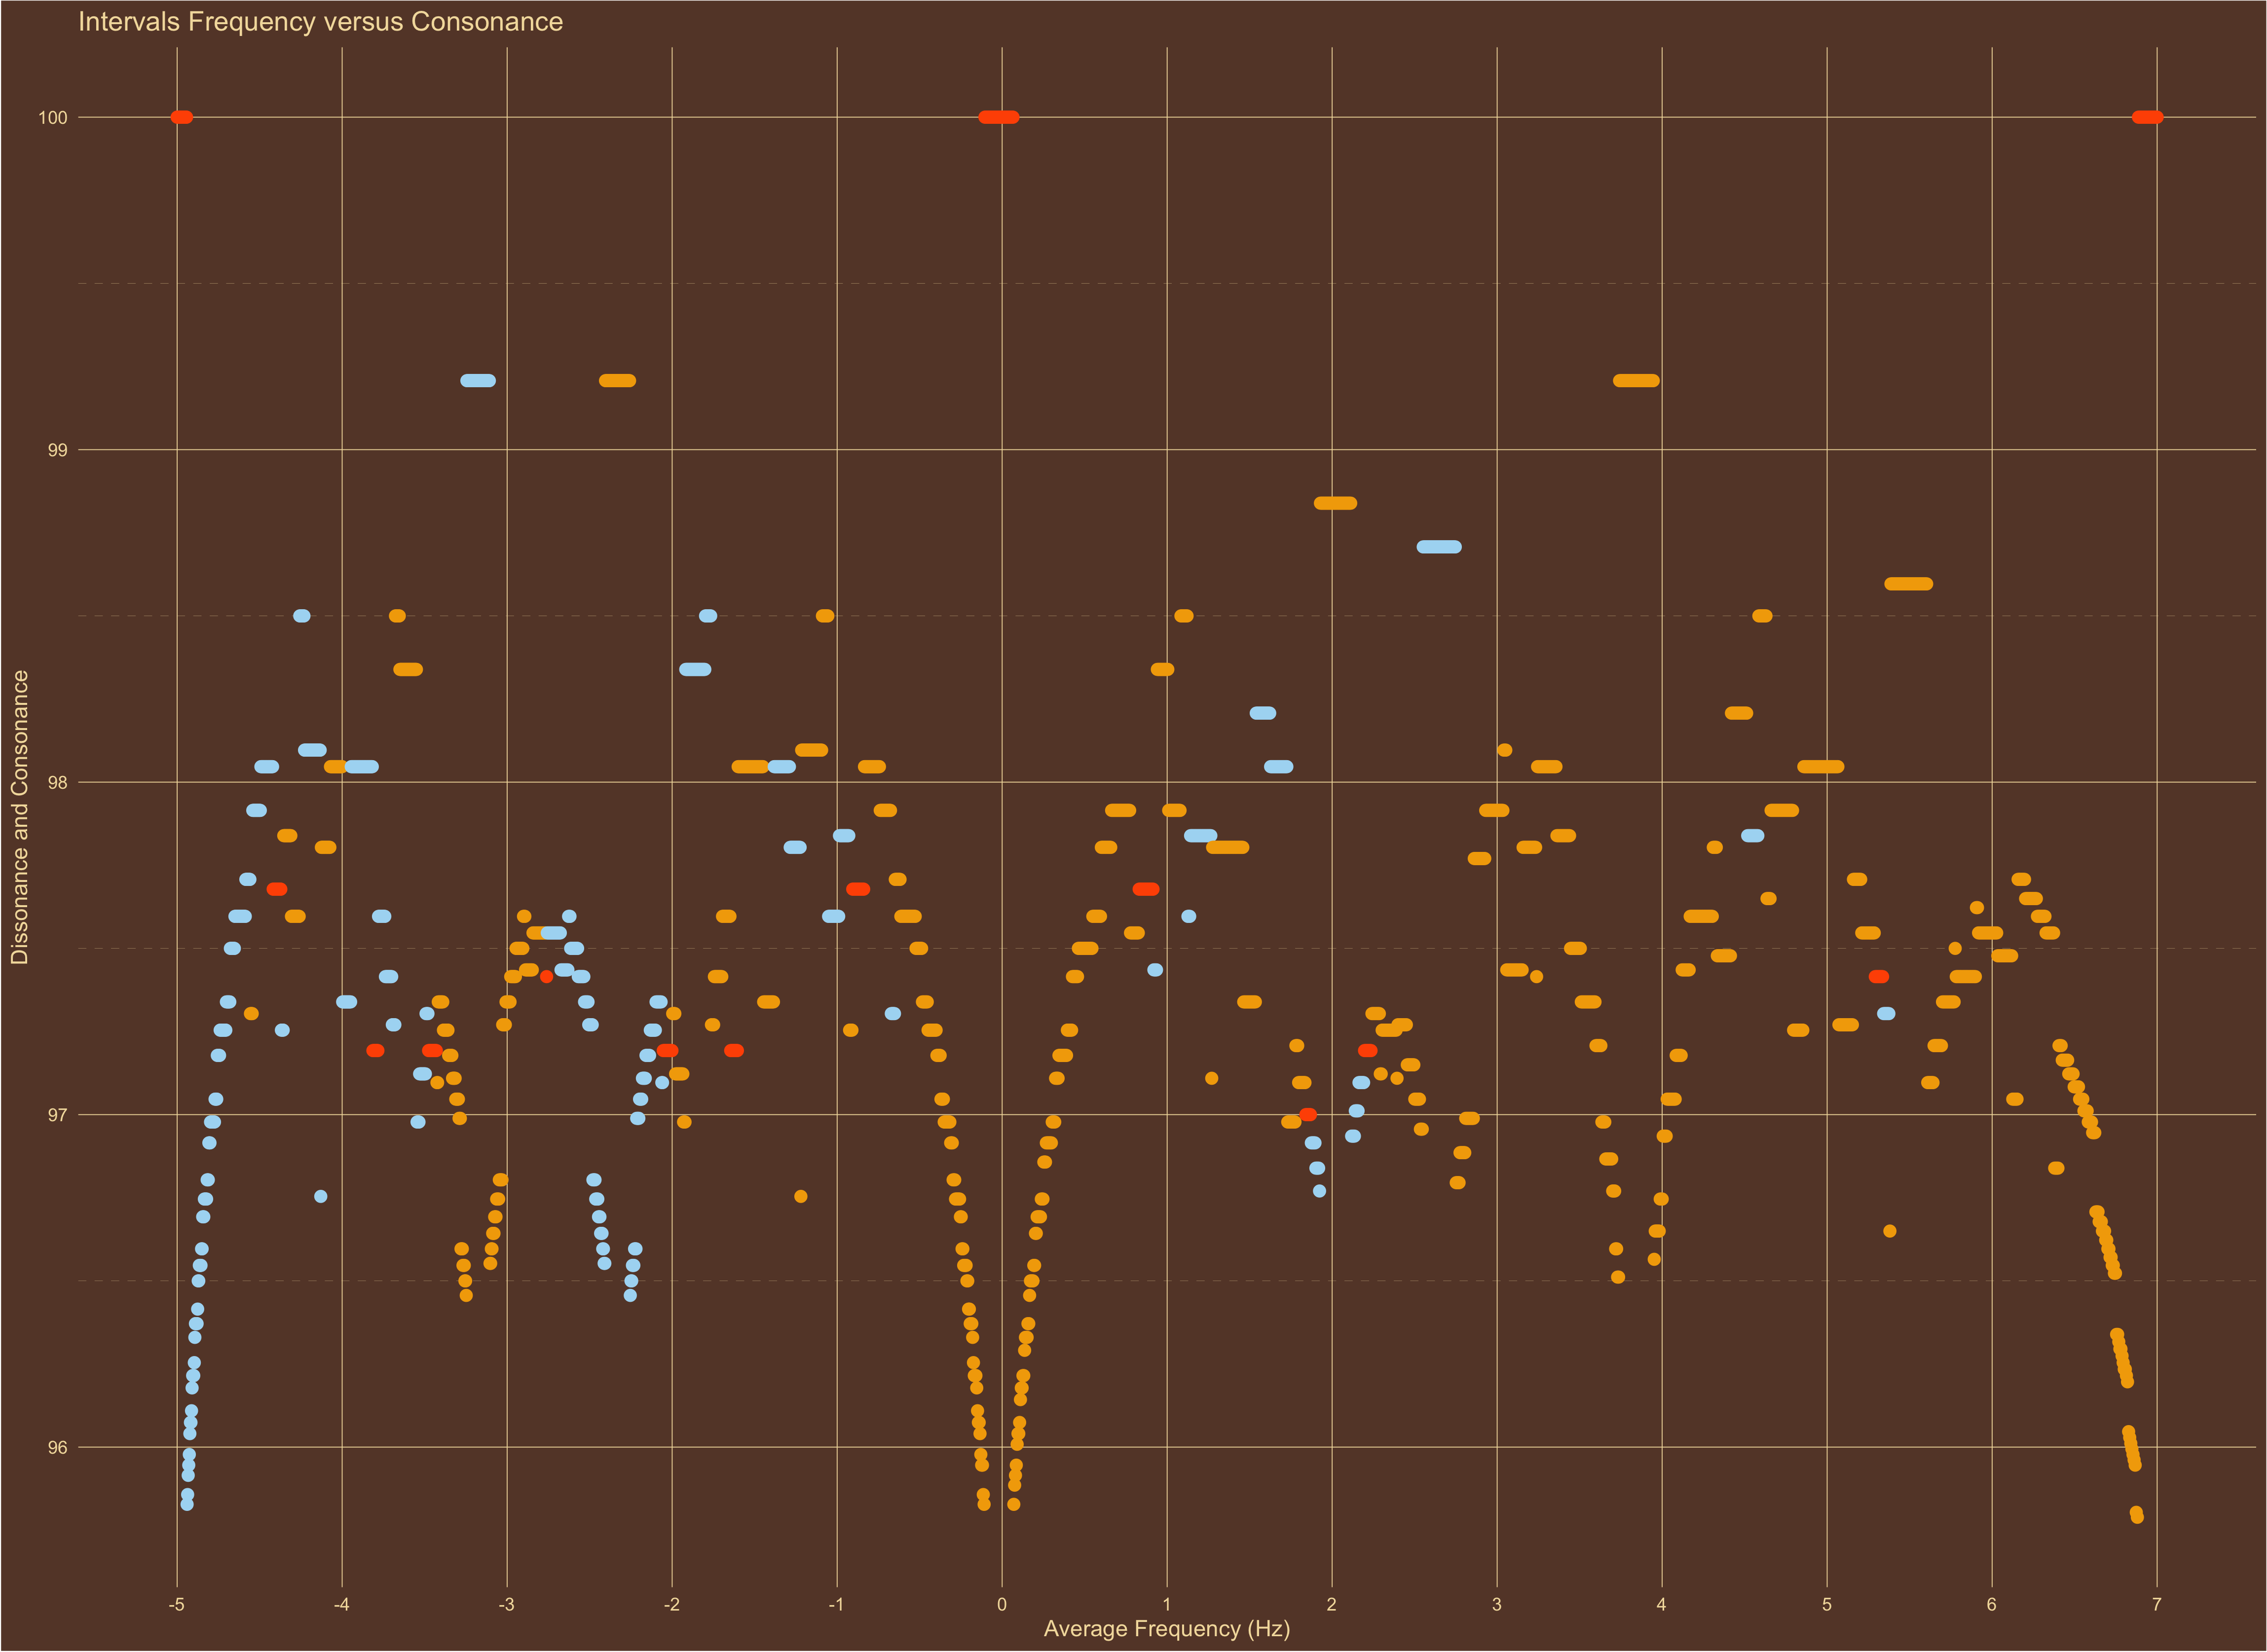 Intervals Frequency versus Consonance
100
99
98
97
96
Dissonance and Consonance
-5 -4 -3 -2 -1 0 1 2 3 4 5 6 7
Average Frequency (Hz)